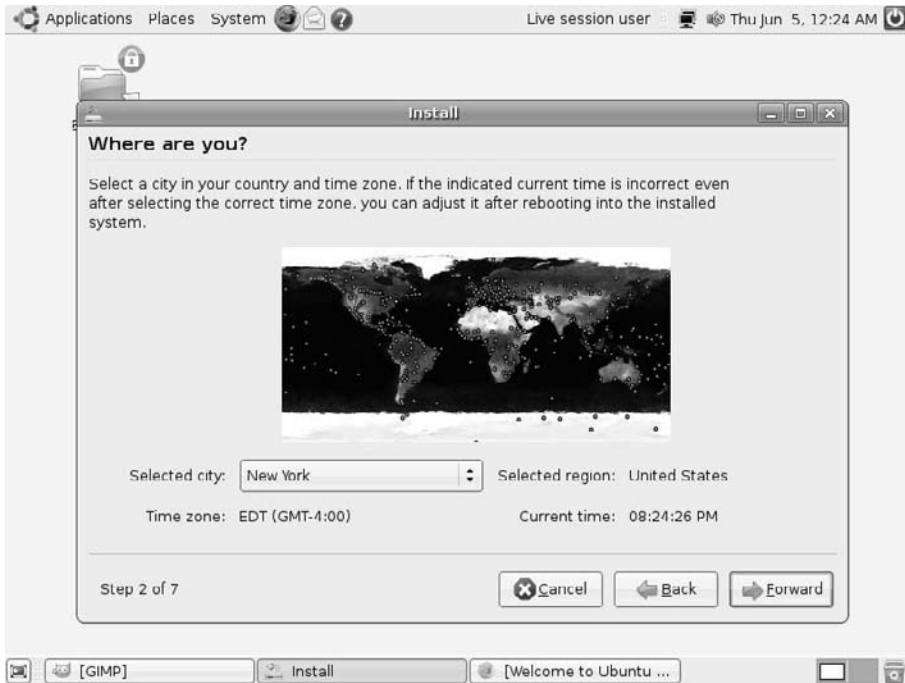 Applications Places System Live session user Thu Jun 5, 12:24 AM
Install
Where are you?
Select a city in your country and time zone. If the indicated current time is incorrect even
after selecting the correct time zone, you can adjust it after rebooting into the installed
system.
Selected city: New York Selected region: United States
Time zone: EDT (GMT-4:00) Current time: 08:24:26 PM
Step 2 of 7 Cancel Back Forward
[GIMP] Install [Welcome to Ubuntu ...